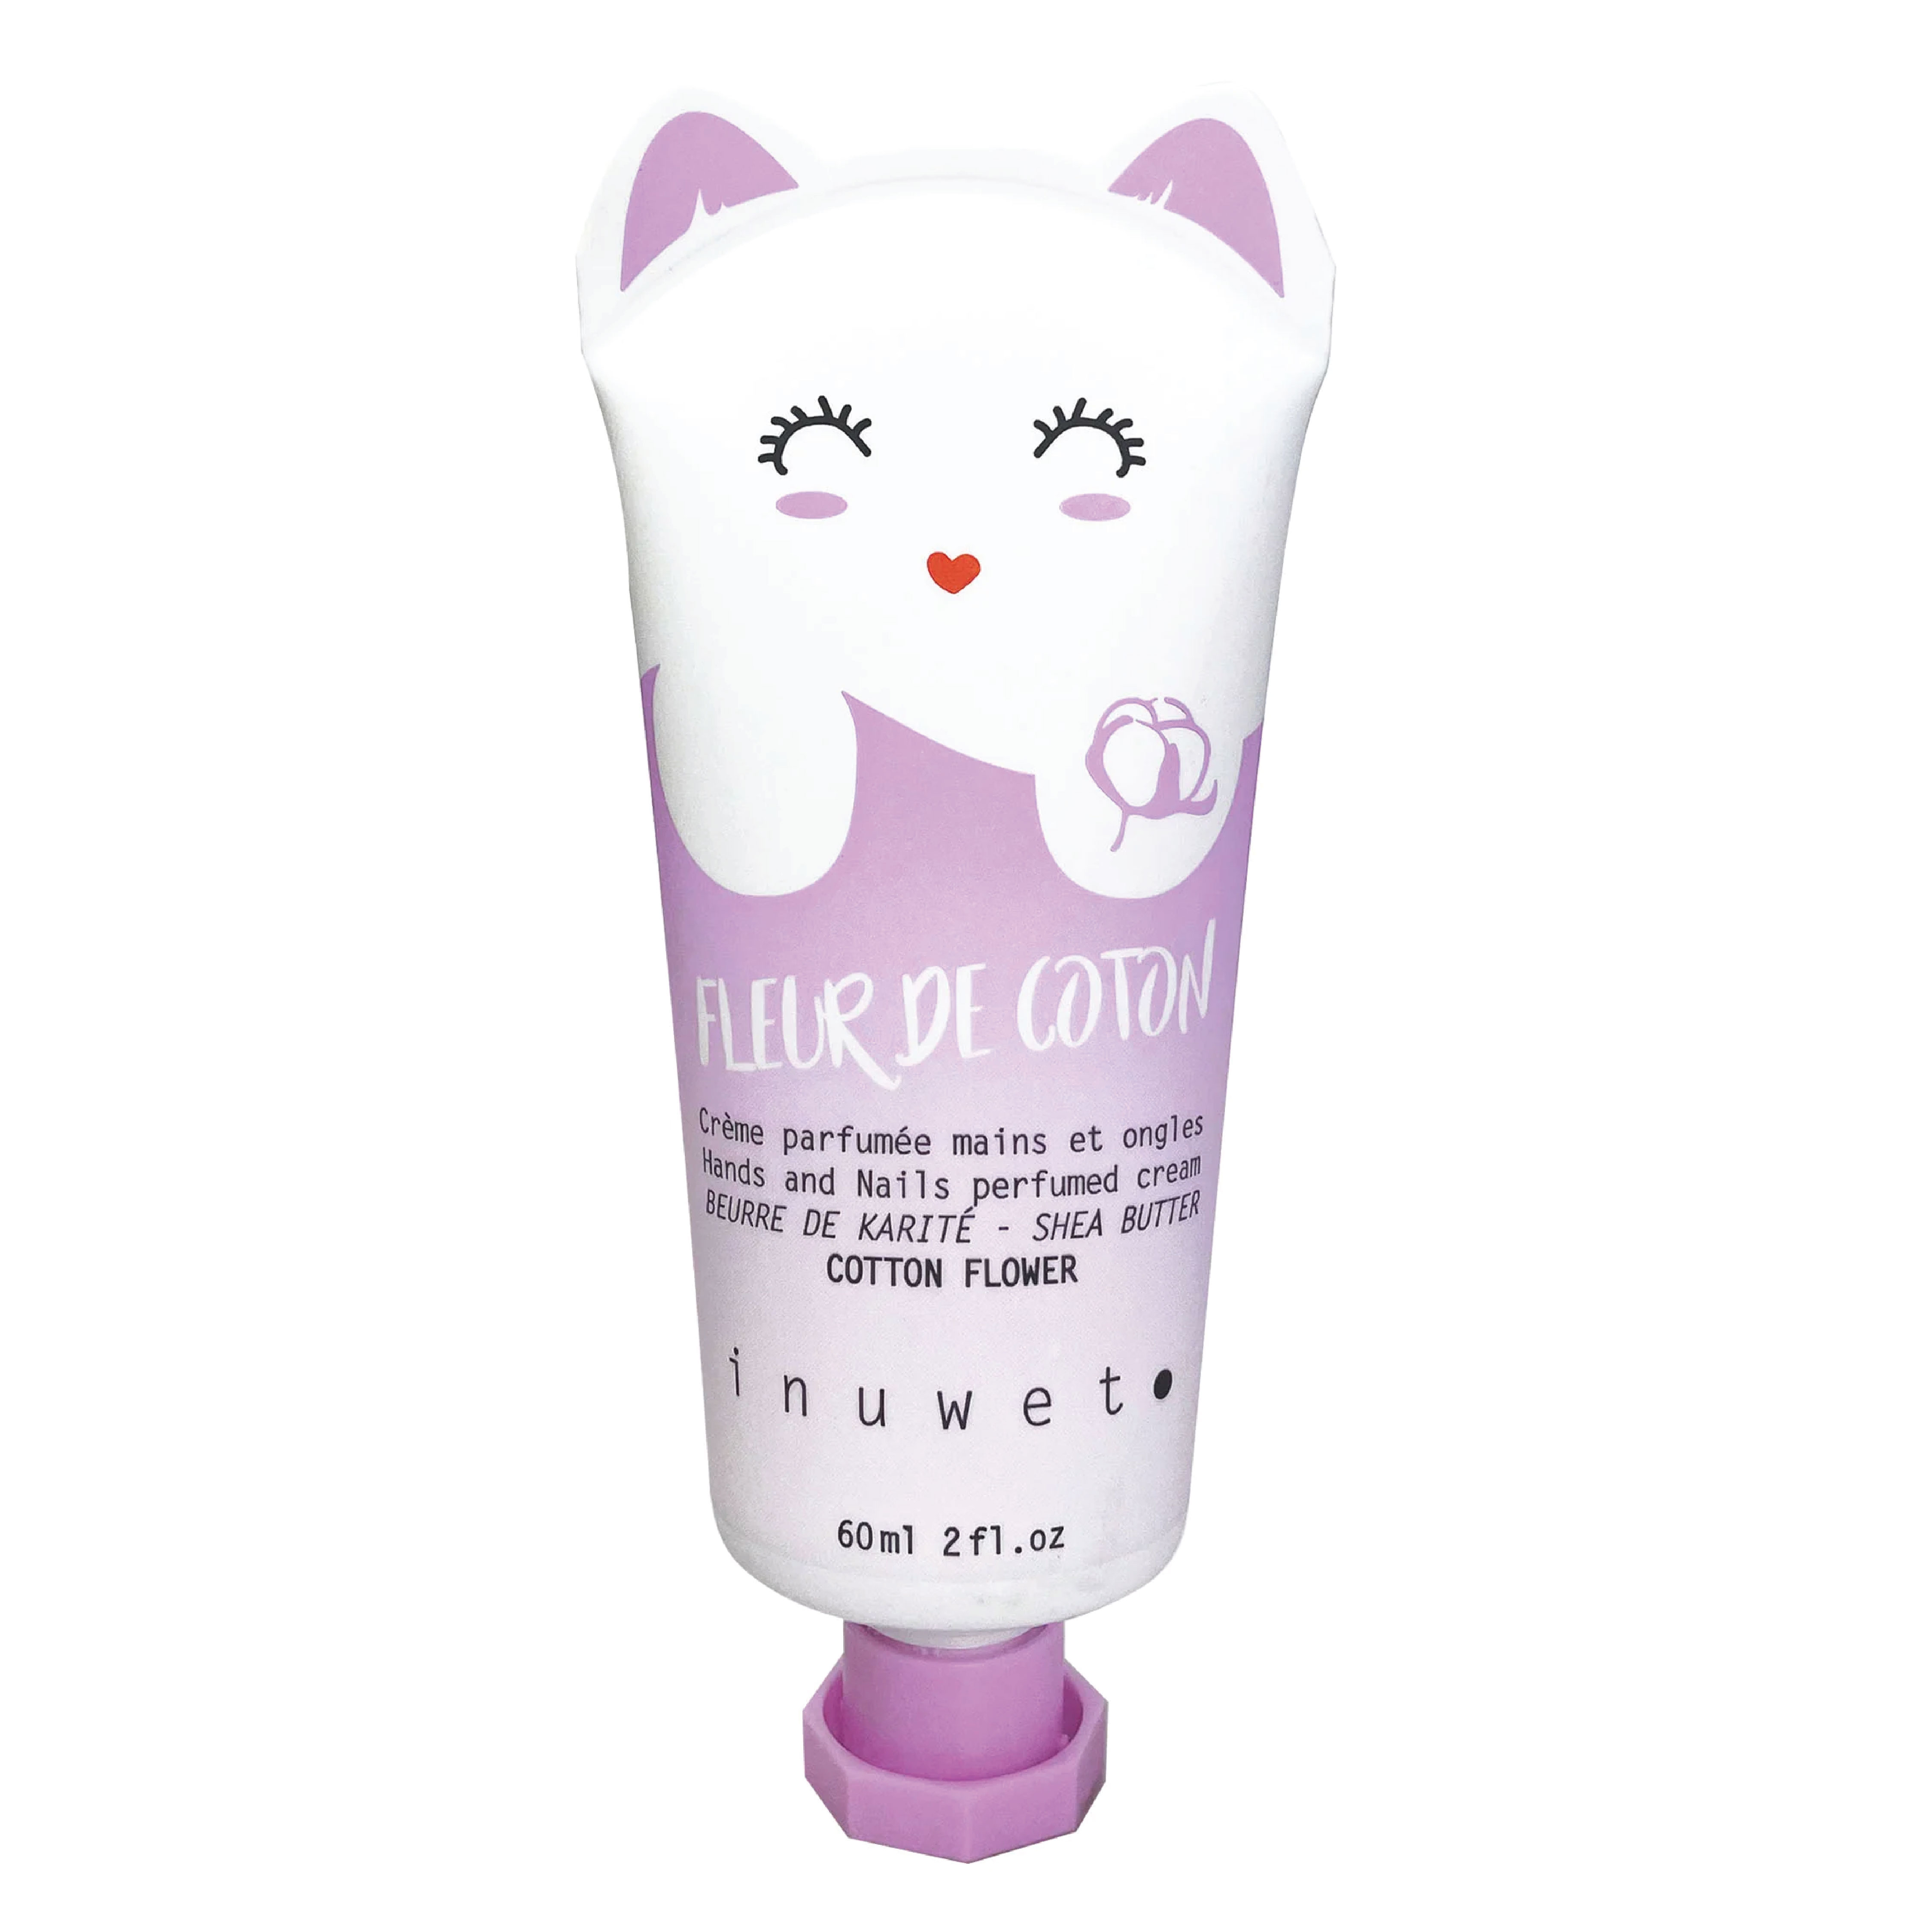 FLEUR DE COTON
Crème parfumée mains et ongles
Hands and Nails perfumed cream
BEURRE DE KARITÉ - SHEA BUTTER
COTTON FLOWER
inuwet•
60ml 2fl.oz